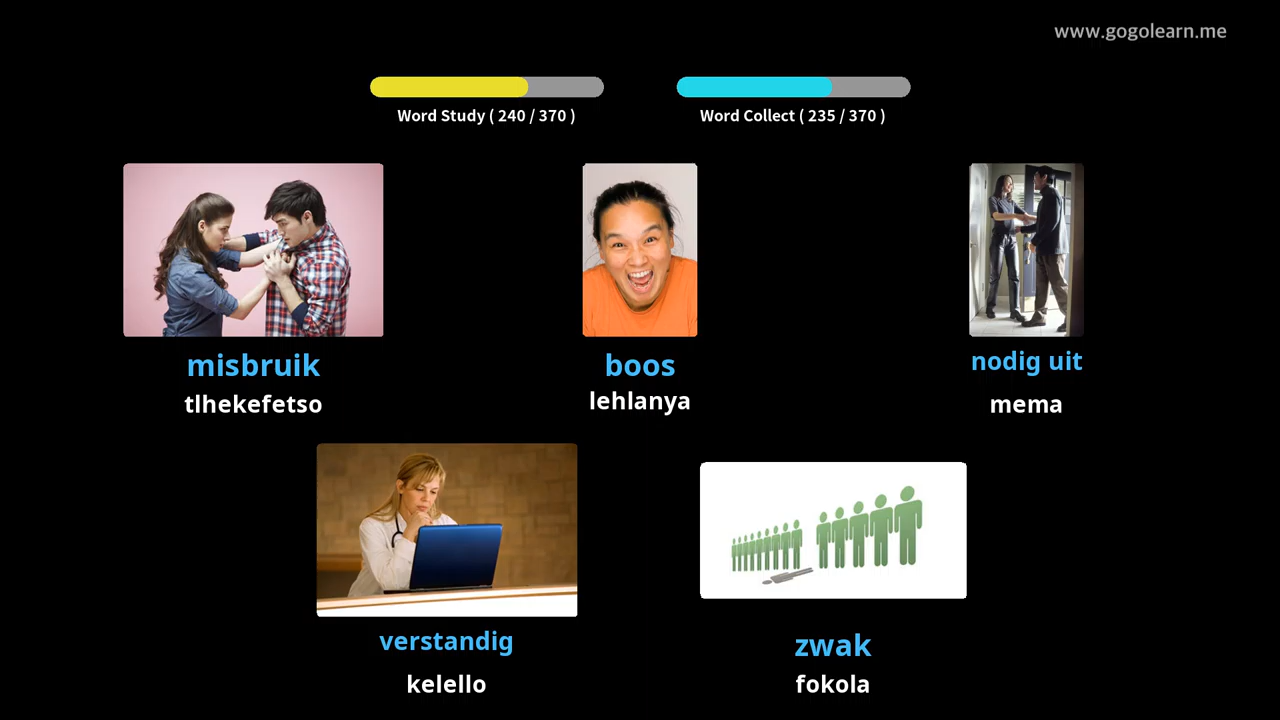 www.gogolearn.me
Word Study ( 240 / 370 )
Word Collect ( 235 / 370 )
misbruik
tlhekefetso
boos
lehlanya
nodig uit
mema
verstandig
kelello
zwak
fokola